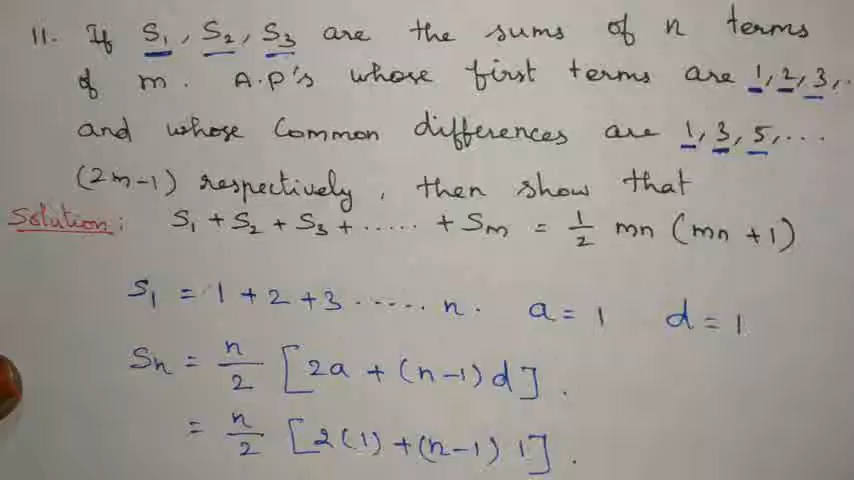 11. If S₁, S₂, S₃ are the sums of n terms
of m. A.P's whose first terms are 1, 2, 3, ..
and whose Common differences are 1, 3, 5, ....
(2m-1) respectively, then show that
Solution: S₁ + S₂ + S₃ + ..... + Sₘ = 1/2 mn (mn + 1)
S₁ = 1 + 2 + 3 ..... n. a = 1 d = 1
Sₙ = n/2 [2a + (n-1) d].
= n/2 [2(1) + (n-1) 1].